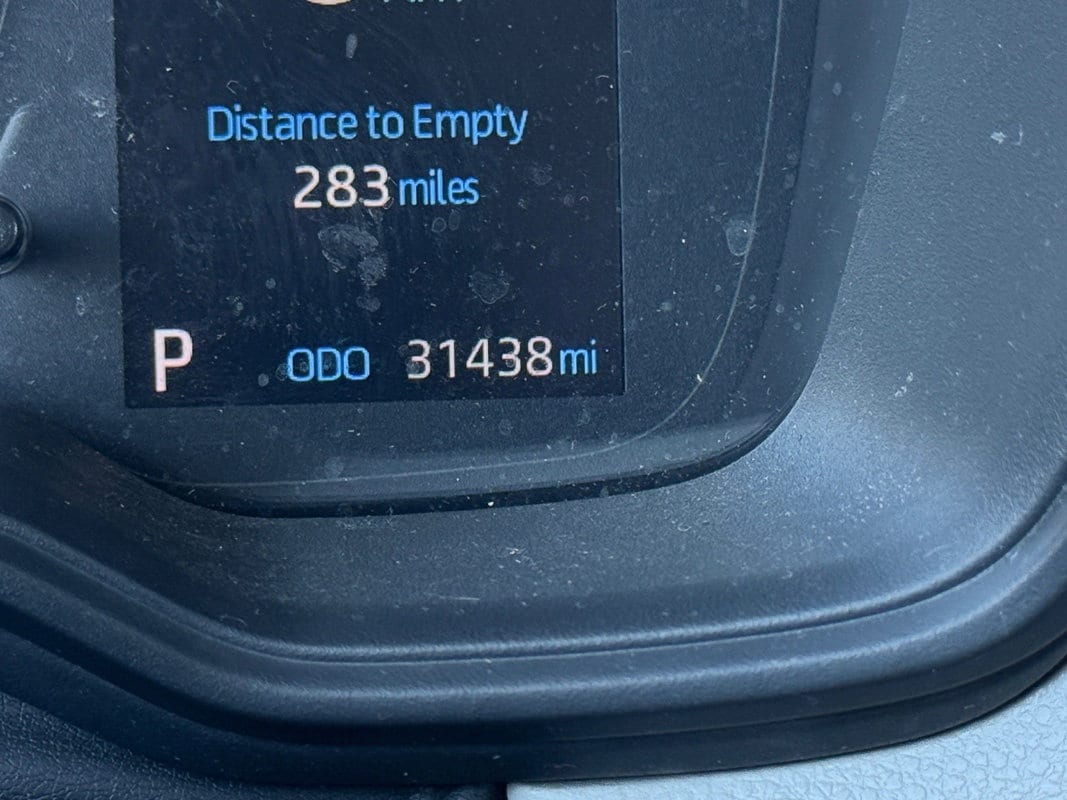 Distance to Empty
283 miles
P ODO 31438 mi